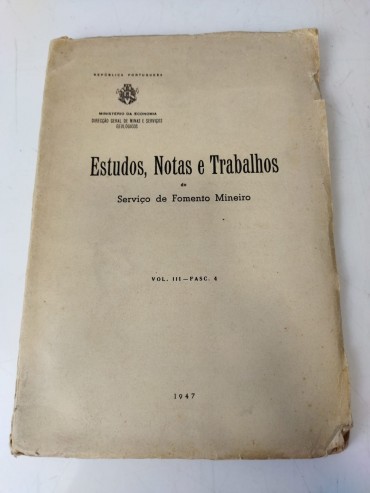 REPÚBLICA PORTUGUESA
MINISTÉRIO DA ECONOMIA
DIRECÇÃO GERAL DE MINAS E SERVIÇOS
GEOLÓGICOS
Estudos, Notas e Trabalhos
do
Serviço de Fomento Mineiro
VOL. III — FASC. 4
1947